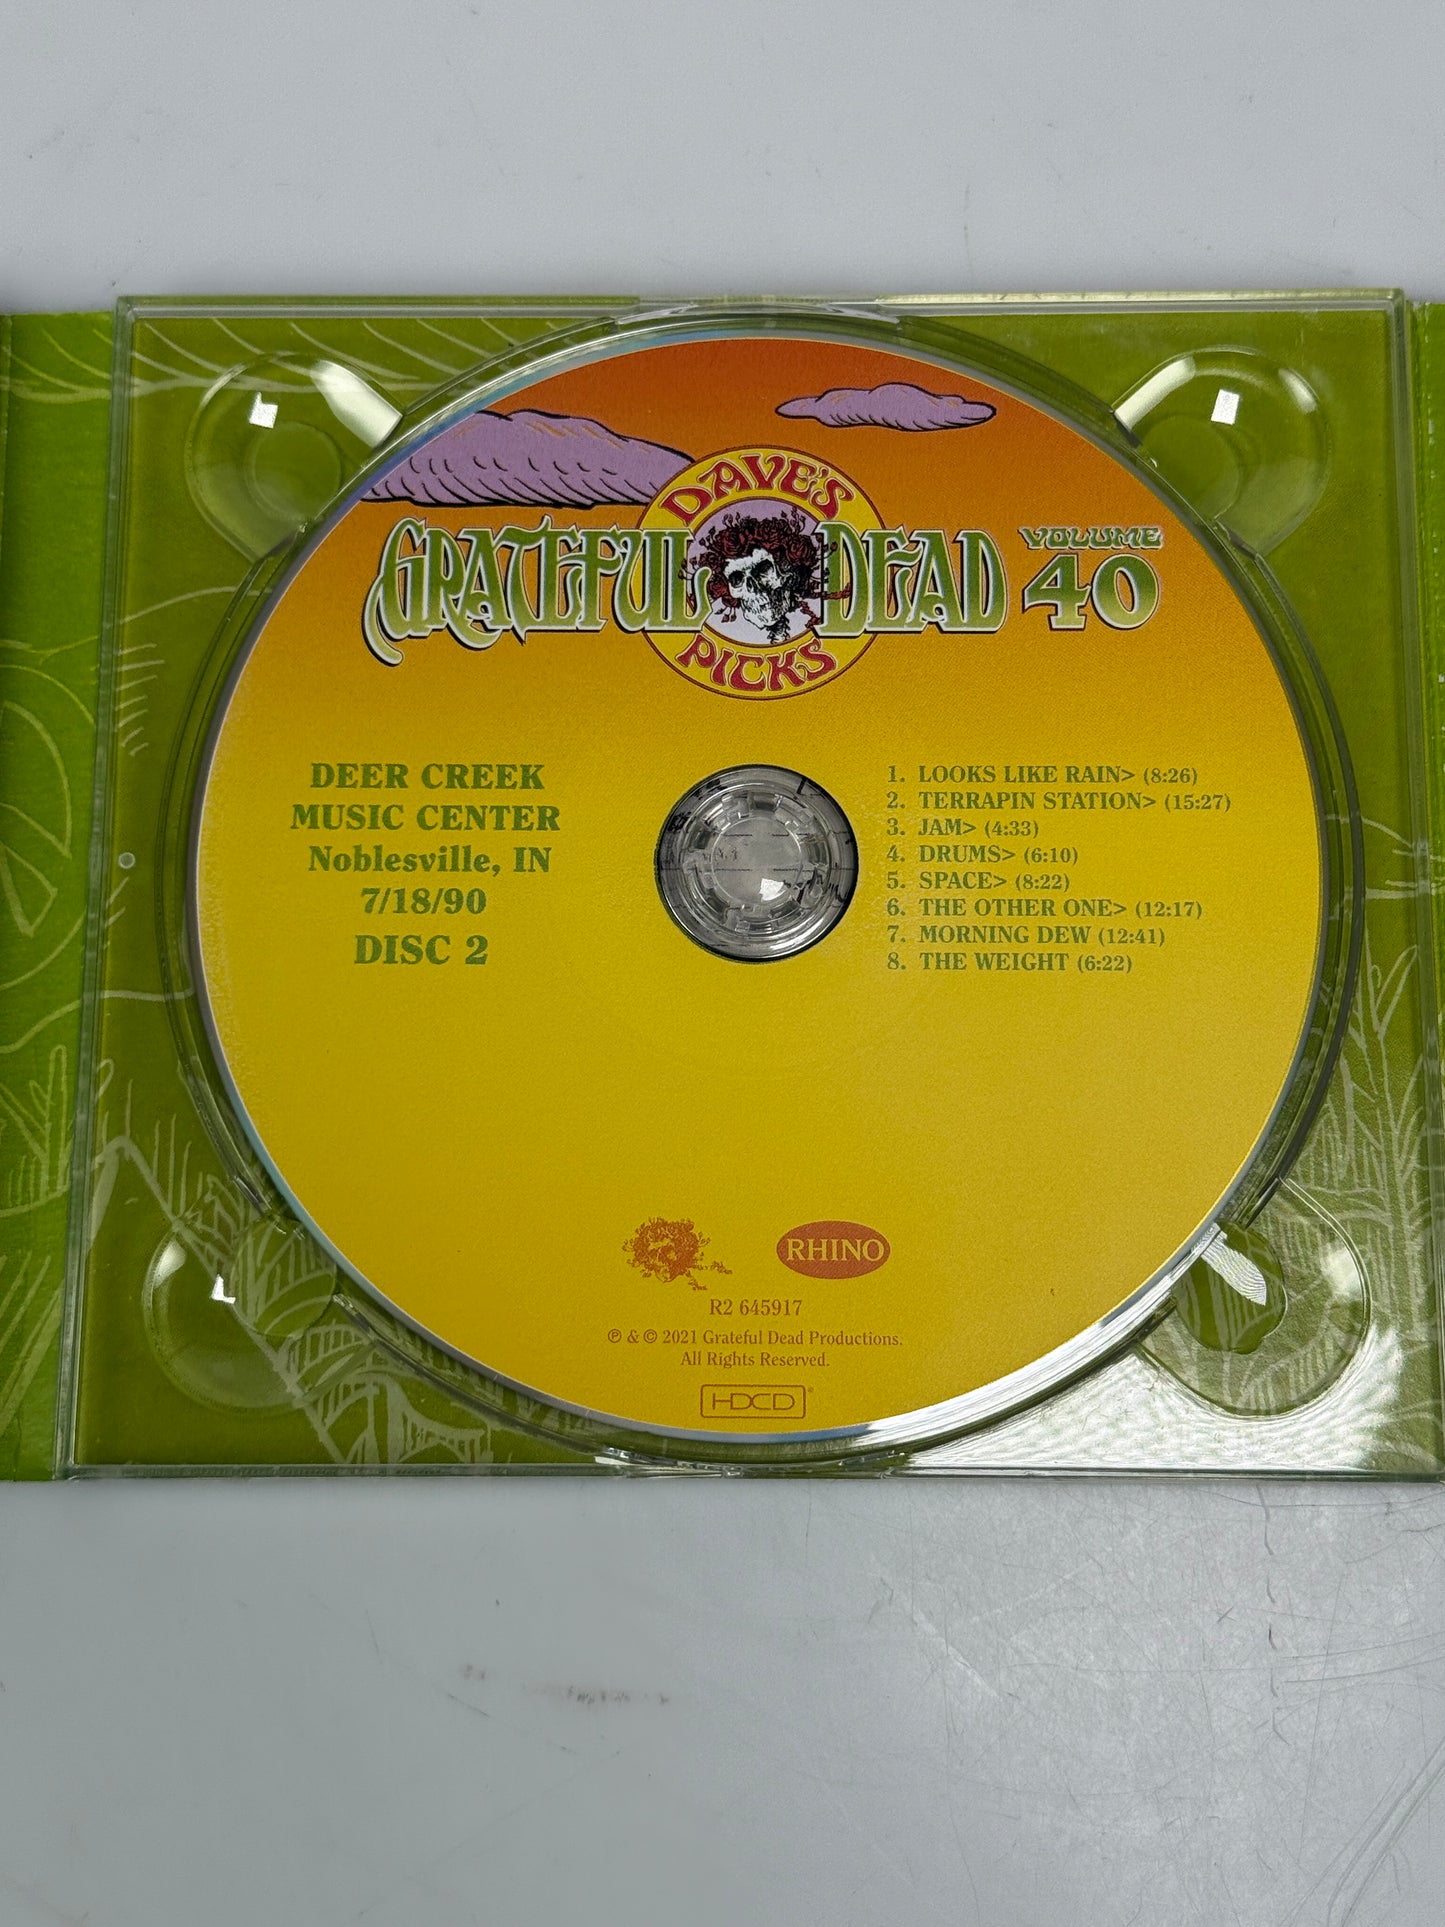 DAVE'S
GRATEFUL DEAD
VOLUME
40
PICKS
DEER CREEK
MUSIC CENTER
Noblesville, IN
7/18/90
DISC 2
1. LOOKS LIKE RAIN> (8:26)
2. TERRAPIN STATION> (15:27)
3. JAM> (4:33)
4. DRUMS> (6:10)
5. SPACE> (8:22)
6. THE OTHER ONE> (12:17)
7. MORNING DEW (12:41)
8. THE WEIGHT (6:22)
RHINO
R2 645917
℗ & © 2021 Grateful Dead Productions.
All Rights Reserved.
HDCD®